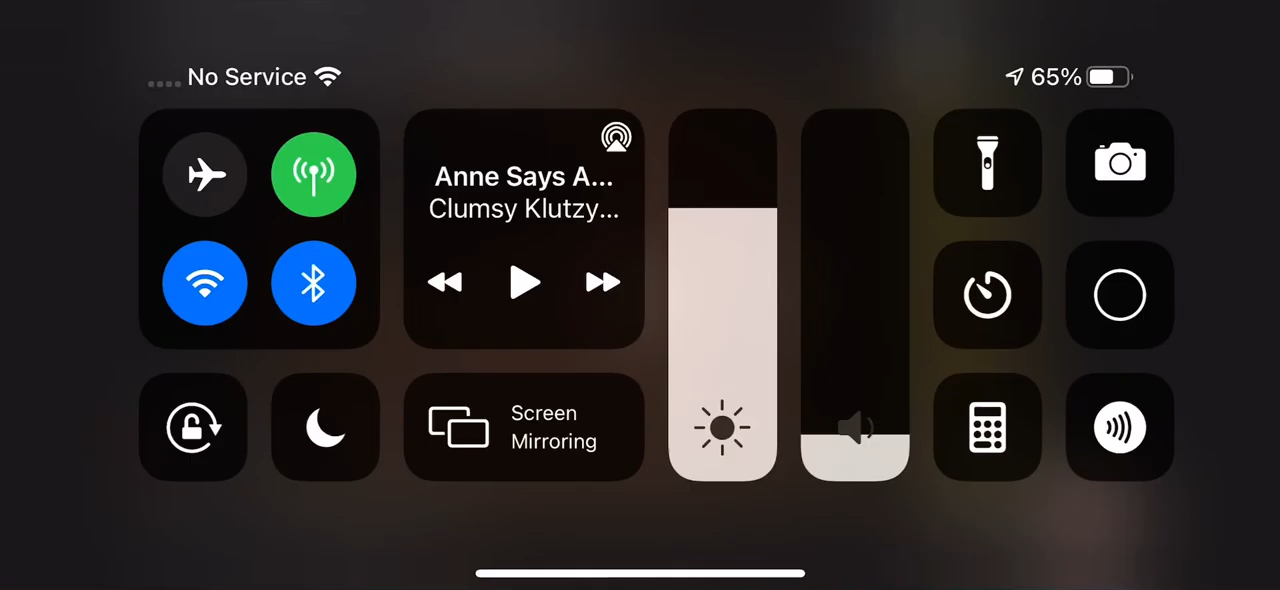 No Service
65%
Anne Says A...
Clumsy Klutzy...
Screen
Mirroring